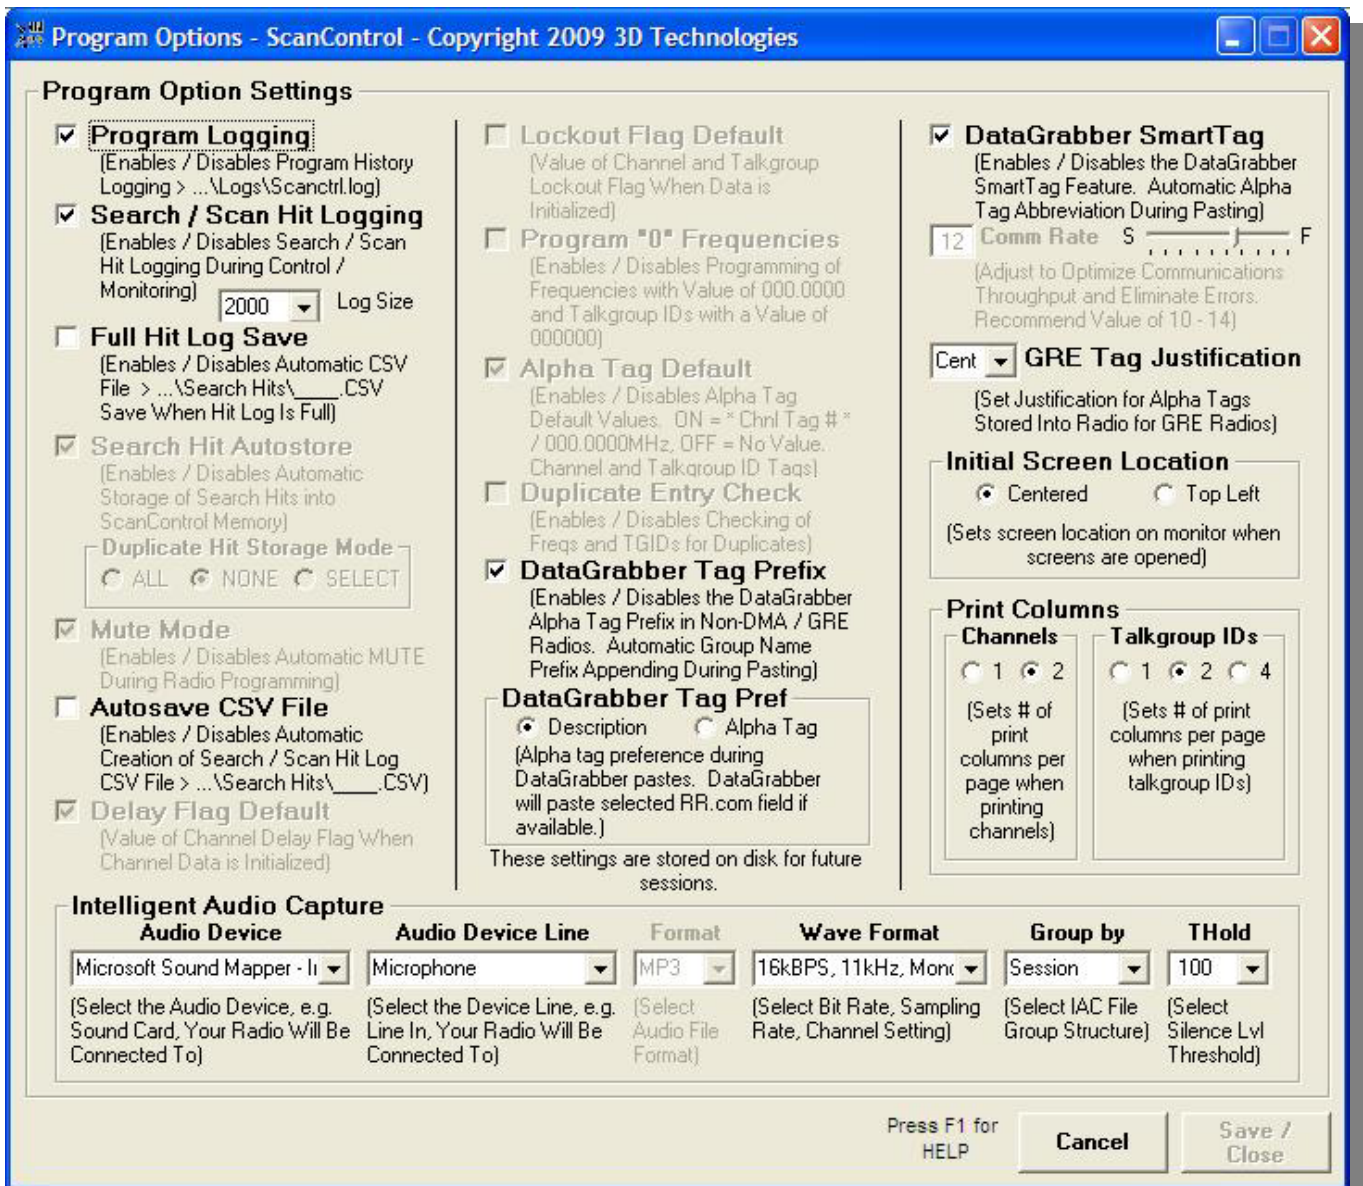 Program Options - ScanControl - Copyright 2009 3D Technologies
Program Option Settings
Program Logging
(Enables / Disables Program History
Logging > ...\Logs\Scanctrl.log)
Search / Scan Hit Logging
(Enables / Disables Search / Scan
Hit Logging During Control /
Monitoring)
2000
Log Size
Full Hit Log Save
(Enables / Disables Automatic CSV
File > ...\Search Hits\____.CSV
Save When Hit Log Is Full)
Search Hit Autostore
(Enables / Disables Automatic
Storage of Search Hits into
ScanControl Memory)
Duplicate Hit Storage Mode
ALL NONE SELECT
Mute Mode
(Enables / Disables Automatic MUTE
During Radio Programming)
Autosave CSV File
(Enables / Disables Automatic
Creation of Search / Scan Hit Log
CSV File > ...\Search Hits\____.CSV)
Delay Flag Default
(Value of Channel Delay Flag When
Channel Data is Initialized)
Lockout Flag Default
(Value of Channel and Talkgroup
Lockout Flag When Data is
Initialized)
Program "0" Frequencies
(Enables / Disables Programming of
Frequencies with Value of 000.0000
and Talkgroup IDs with a Value of
000000)
Alpha Tag Default
(Enables / Disables Alpha Tag
Default Values. ON = * Chnl Tag # *
/ 000.0000MHz, OFF = No Value.
Channel and Talkgroup ID Tags)
Duplicate Entry Check
(Enables / Disables Checking of
Freqs and TGIDs for Duplicates)
DataGrabber Tag Prefix
(Enables / Disables the DataGrabber
Alpha Tag Prefix in Non-DMA / GRE
Radios. Automatic Group Name
Prefix Appending During Pasting)
DataGrabber Tag Pref
Description Alpha Tag
(Alpha tag preference during
DataGrabber pastes. DataGrabber
will paste selected RR.com field if
available.)
These settings are stored on disk for future
sessions.
DataGrabber SmartTag
(Enables / Disables the DataGrabber
SmartTag Feature. Automatic Alpha
Tag Abbreviation During Pasting)
12 Comm Rate S F
(Adjust to Optimize Communications
Throughput and Eliminate Errors.
Recommend Value of 10 - 14)
Cent GRE Tag Justification
(Set Justification for Alpha Tags
Stored Into Radio for GRE Radios)
Initial Screen Location
Centered Top Left
(Sets screen location on monitor when
screens are opened)
Print Columns
Channels
1 2
(Sets # of
print
columns per
page when
printing
channels)
Talkgroup IDs
1 2 4
(Sets # of print
columns per page
when printing
talkgroup IDs)
Intelligent Audio Capture
Audio Device
Microsoft Sound Mapper - I
(Select the Audio Device, e.g.
Sound Card, Your Radio Will Be
Connected To)
Audio Device Line
Microphone
(Select the Device Line, e.g.
Line In, Your Radio Will Be
Connected To)
Format
MP3
(Select
Audio File
Format)
Wave Format
16kBPS, 11kHz, Mono
(Select Bit Rate, Sampling
Rate, Channel Setting)
Group by
Session
(Select IAC File
Group Structure)
THold
100
(Select
Silence Lvl
Threshold)
Press F1 for
HELP
Cancel
Save /
Close